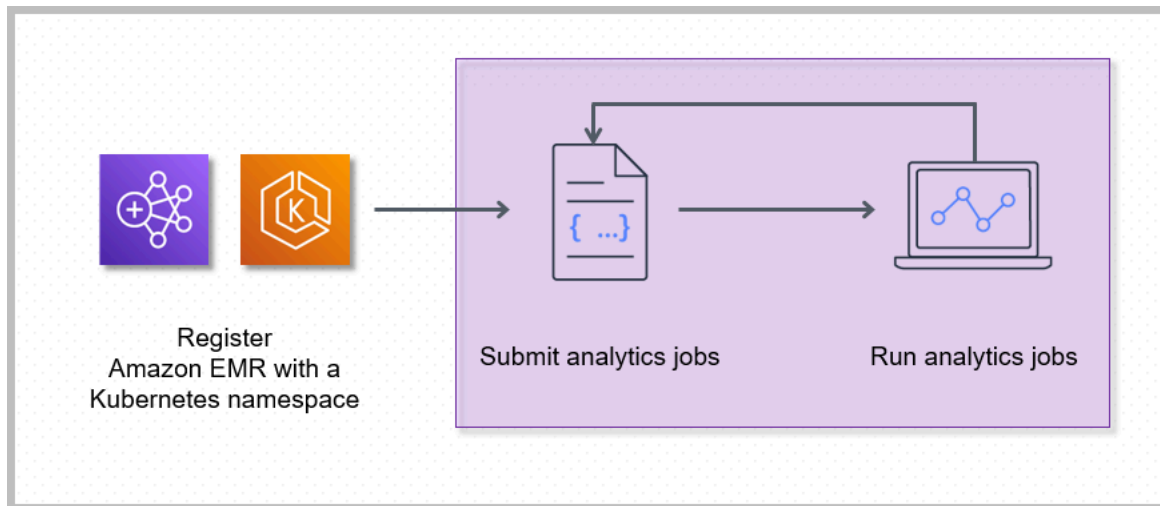 K
{ ...}
Register
Amazon EMR with a
Kubernetes namespace
Submit analytics jobs
Run analytics jobs